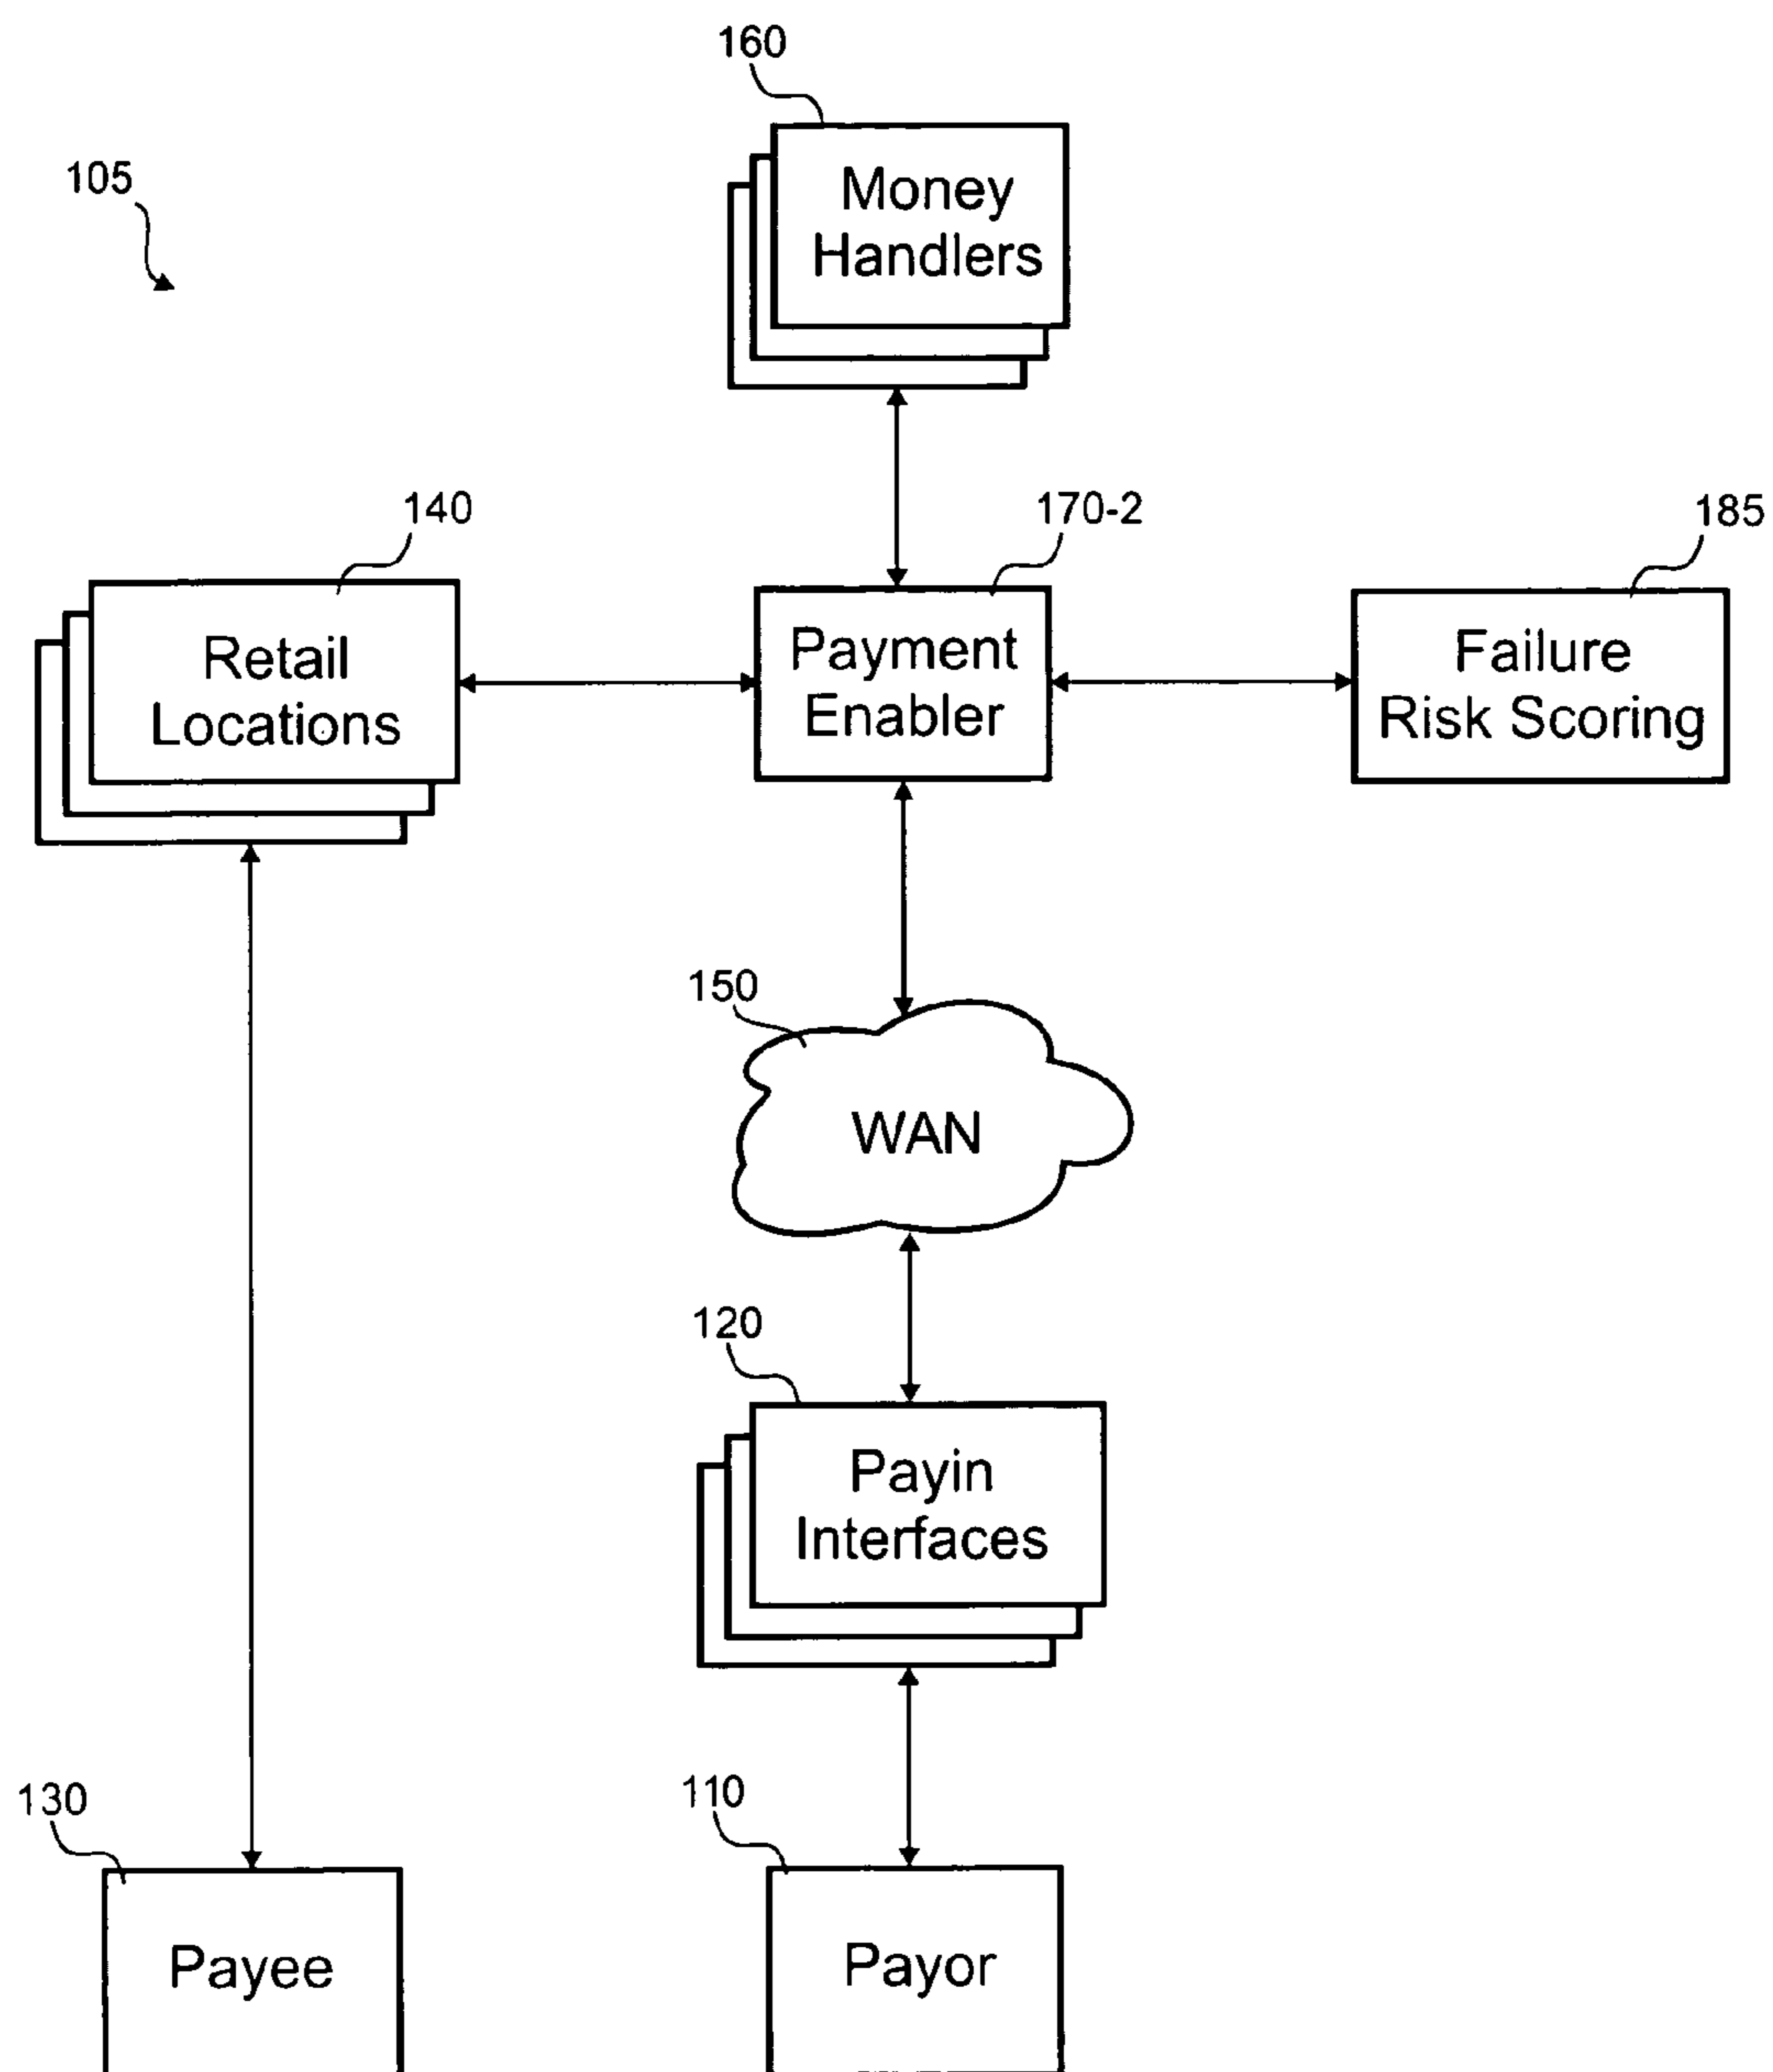 160
105
Money
Handlers
140
170-2
185
Retail
Locations
Payment
Enabler
Failure
Risk Scoring
150
WAN
120
Payin
Interfaces
130
110
Payee
Payor